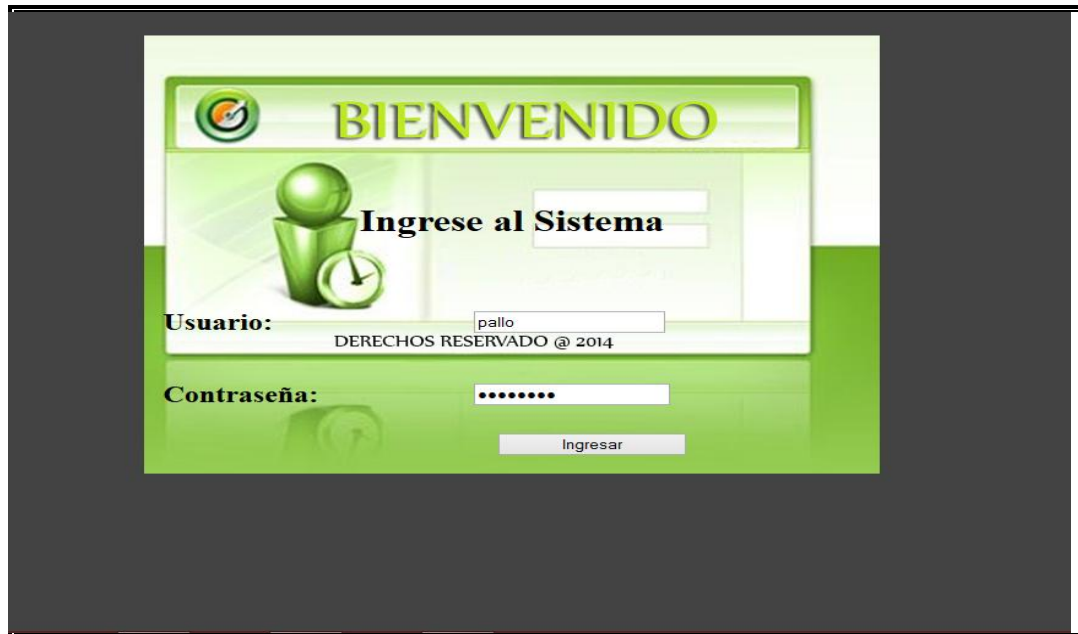 BIENVENIDO
Ingrese al Sistema
Usuario: pallo
DERECHOS RESERVADO @ 2014
Contraseña: ••••••••
Ingresar